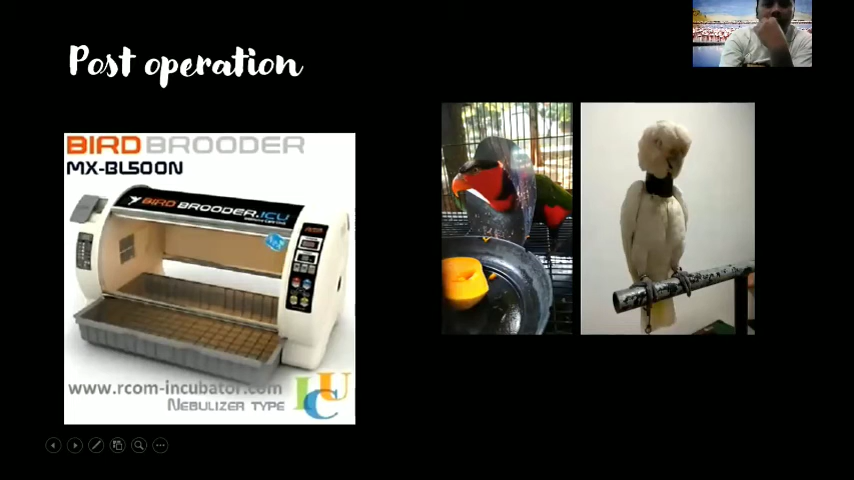 Post operation
BIRD BROODER
MX-BL500N
BIRD BROODER.ICU
www.rcom-incubator.com
NEBULIZER TYPE
ICU